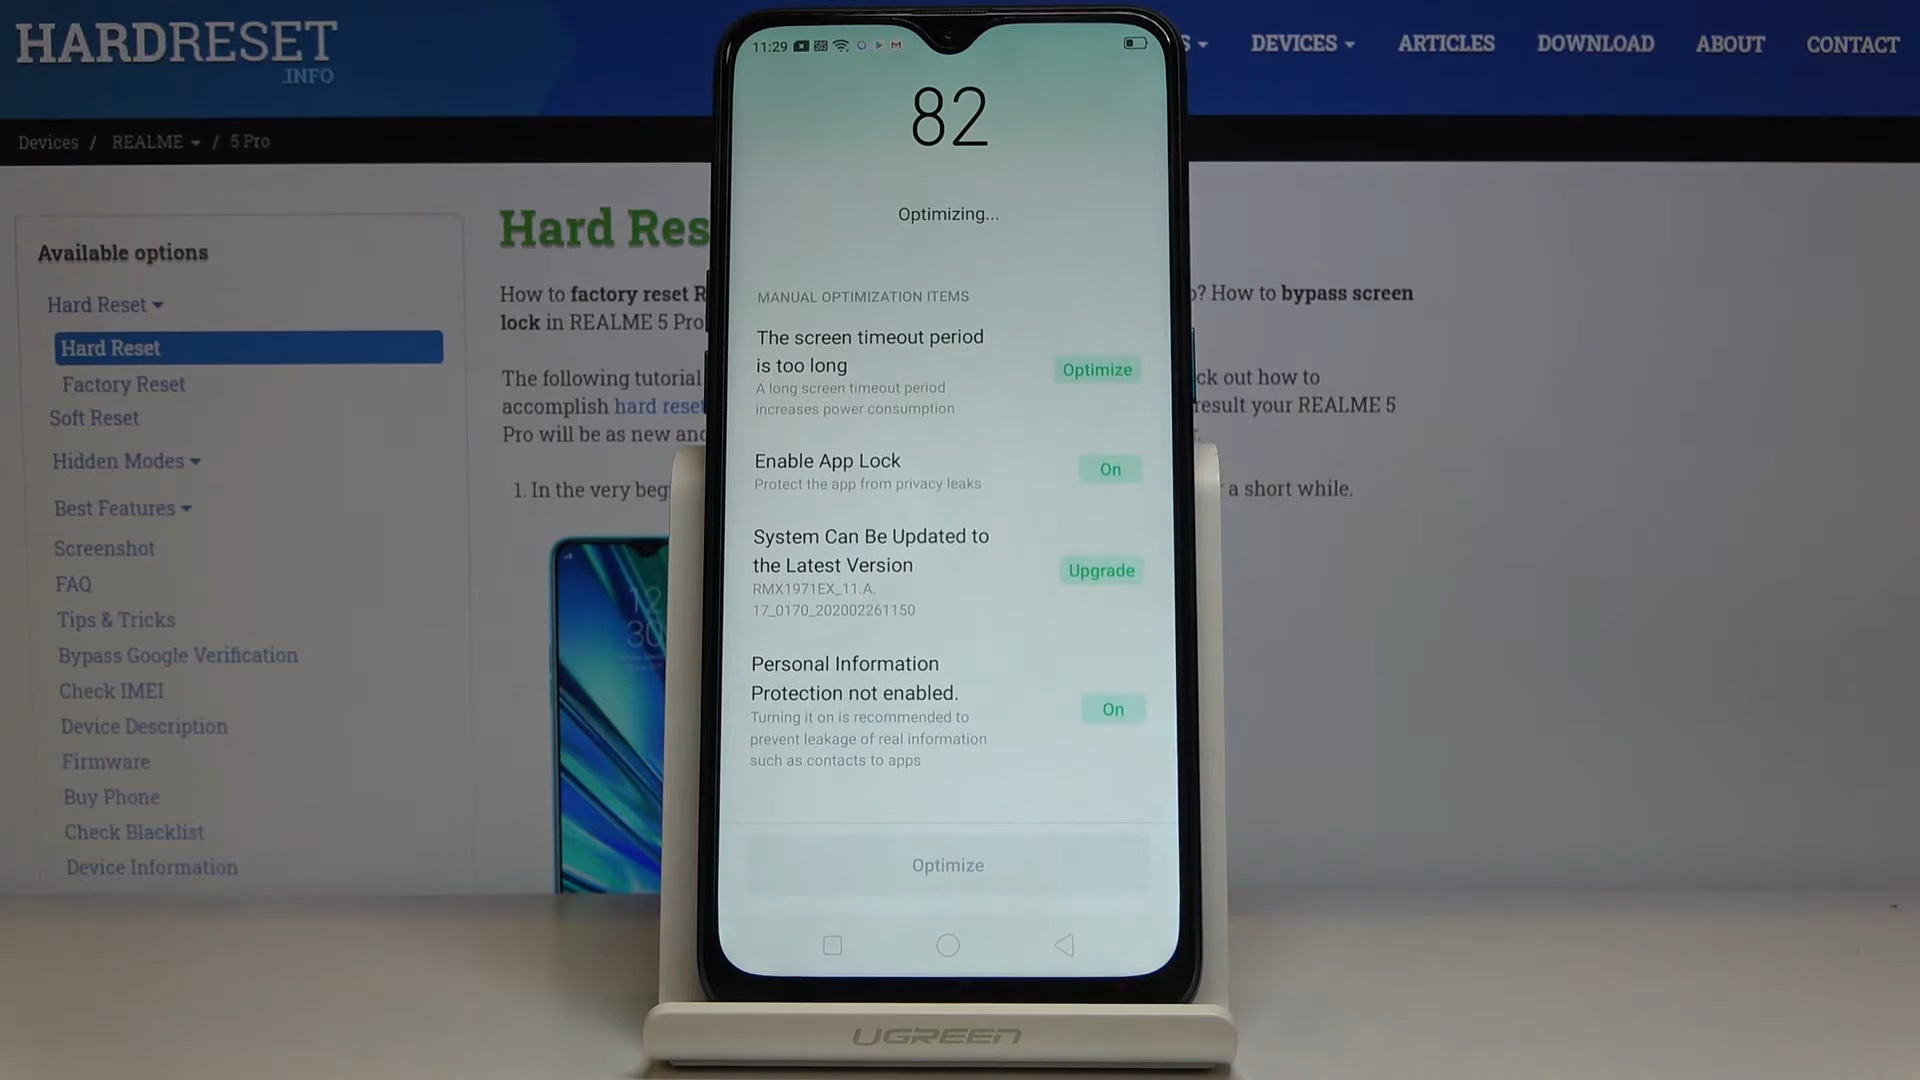 HARDRESET
.INFO
DEVICES
ARTICLES
DOWNLOAD
ABOUT
CONTACT
Devices / REALME / 5 Pro
Available options
Hard Reset
Hard Reset
Factory Reset
Soft Reset
Hidden Modes
Best Features
Screenshot
FAQ
Tips & Tricks
Bypass Google Verification
Check IMEI
Device Description
Firmware
Buy Phone
Check Blacklist
Device Information
Hard Res
How to factory reset R
? How to bypass screen
lock in REALME 5 Pro
The following tutorial
ck out how to
accomplish hard reset
result your REALME 5
Pro will be as new and
1. In the very beg
a short while.
12
30
11:29
82
Optimizing...
MANUAL OPTIMIZATION ITEMS
The screen timeout period
is too long
A long screen timeout period
increases power consumption
Optimize
Enable App Lock
Protect the app from privacy leaks
On
System Can Be Updated to
the Latest Version
RMX1971EX_11.A.
17_0170_202002261150
Upgrade
Personal Information
Protection not enabled.
Turning it on is recommended to
prevent leakage of real information
such as contacts to apps
On
Optimize
UGREEN